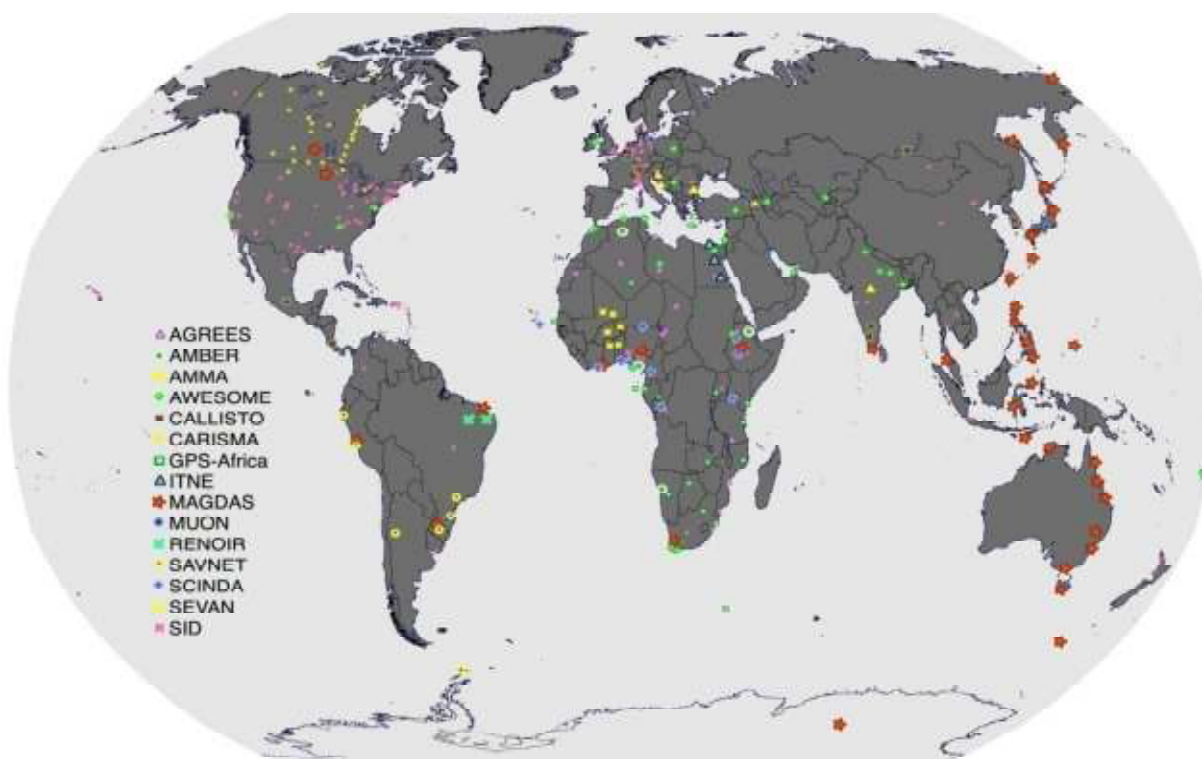 AGREES
AMBER
AMMA
AWESOME
CALLISTO
CARISMA
GPS-Africa
ITNE
MAGDAS
MUON
RENOIR
SAVNET
SCINDA
SEVAN
SID